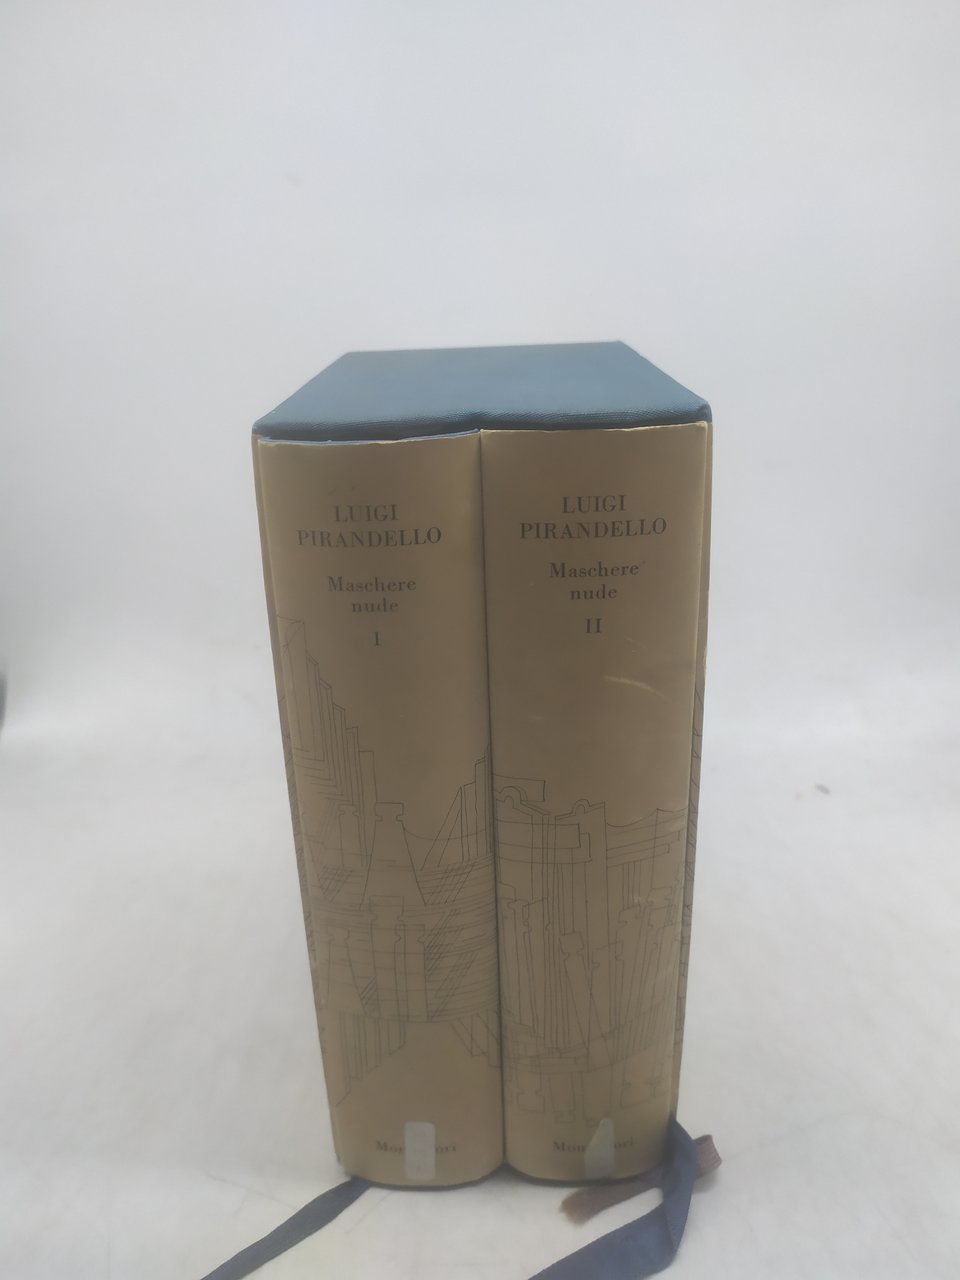 LUIGI
PIRANDELLO
Maschere
nude
I
LUIGI
PIRANDELLO
Maschere
nude
II